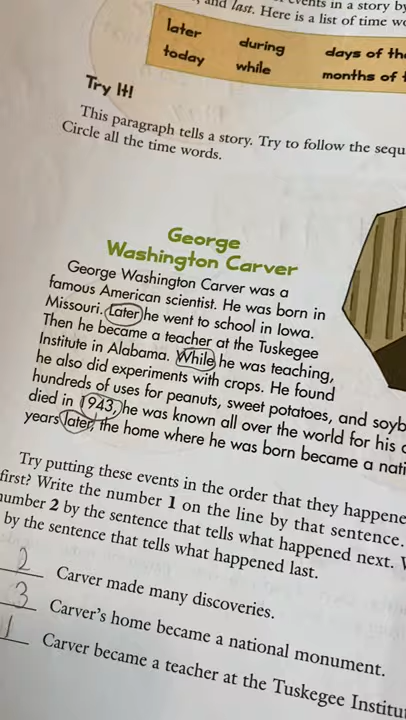 events in a story by
and last. Here is a list of time
later during days of the
today while months of
Try It!
This paragraph tells a story. Try to follow the
Circle all the time words.
George
Washington Carver
George Washington Carver was a
famous American scientist. He was born in
Missouri. Later he went to school in Iowa.
Then he became a teacher at the Tuskegee
Institute in Alabama. While he was teaching,
he also did experiments with crops. He found
hundreds of uses for peanuts, sweet potatoes, and
died in 1943, he was known all over the world for his
years later, the home where he was born became a
Try putting these events in the order that they
first? Write the number 1 on the line by that sentence.
number 2 by the sentence that tells what happened next.
by the sentence that tells what happened last.
2 Carver made many discoveries.
3 Carver's home became a national monument.
1 Carver became a teacher at the Tuskegee